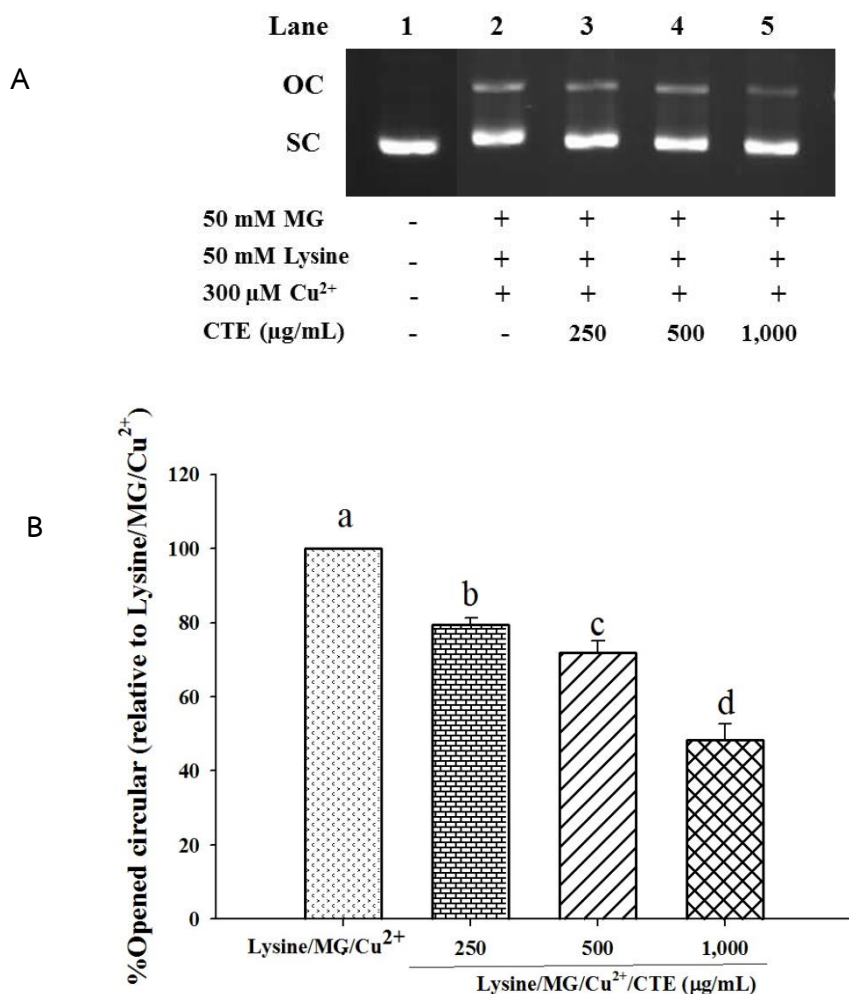 Lane 1 2 3 4 5
A
OC
SC
50 mM MG - + + + +
50 mM Lysine - + + + +
300 µM Cu²⁺ - + + + +
CTE (µg/mL) - - 250 500 1,000
B
%Opened circular (relative to Lysine/MG/Cu²⁺)
120
100
80
60
40
20
0
a
b
c
d
Lysine/MG/Cu²⁺ 250 500 1,000
Lysine/MG/Cu²⁺/CTE (µg/mL)